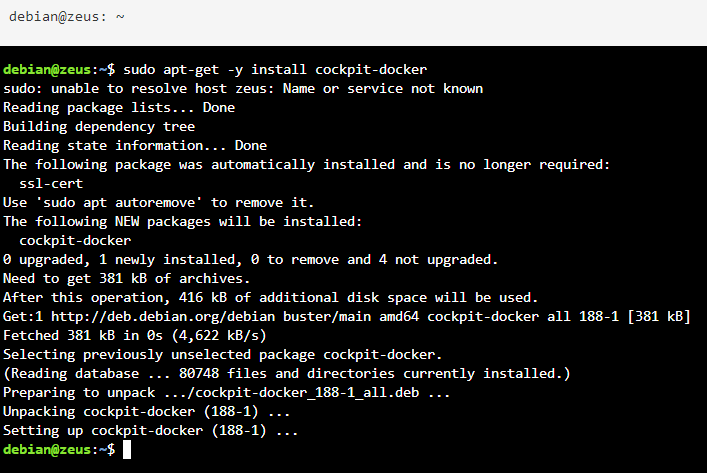 debian@zeus: ~
debian@zeus:~$ sudo apt-get -y install cockpit-docker
sudo: unable to resolve host zeus: Name or service not known
Reading package lists... Done
Building dependency tree
Reading state information... Done
The following package was automatically installed and is no longer required:
  ssl-cert
Use 'sudo apt autoremove' to remove it.
The following NEW packages will be installed:
  cockpit-docker
0 upgraded, 1 newly installed, 0 to remove and 4 not upgraded.
Need to get 381 kB of archives.
After this operation, 416 kB of additional disk space will be used.
Get:1 http://deb.debian.org/debian buster/main amd64 cockpit-docker all 188-1 [381 kB]
Fetched 381 kB in 0s (4,622 kB/s)
Selecting previously unselected package cockpit-docker.
(Reading database ... 80748 files and directories currently installed.)
Preparing to unpack .../cockpit-docker_188-1_all.deb ...
Unpacking cockpit-docker (188-1) ...
Setting up cockpit-docker (188-1) ...
debian@zeus:~$